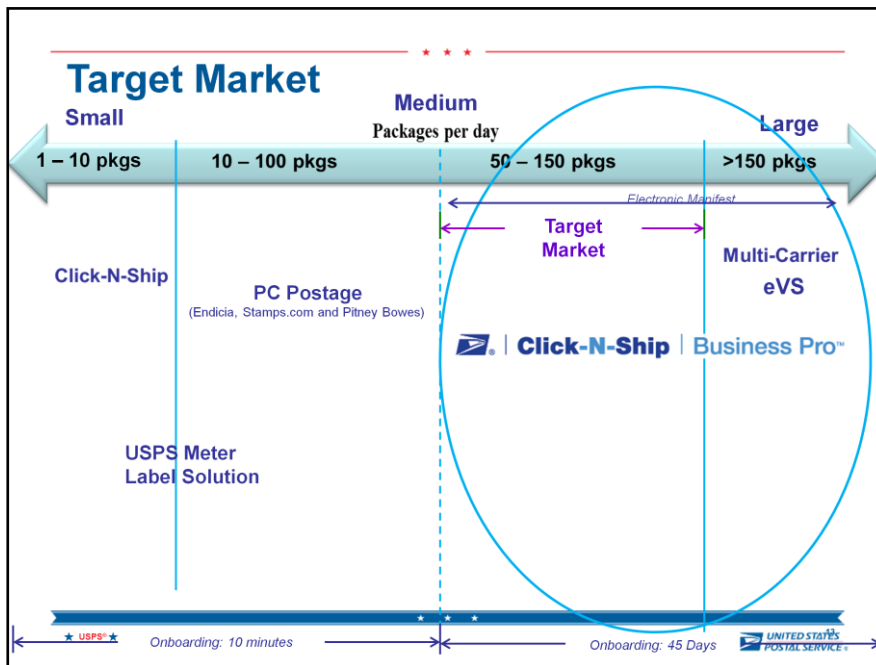 Target Market
Small
Medium
Large
Packages per day
1 – 10 pkgs
10 – 100 pkgs
50 – 150 pkgs
>150 pkgs
Electronic Manifest
Target
Market
Multi-Carrier
eVS
Click-N-Ship
PC Postage
(Endicia, Stamps.com and Pitney Bowes)
Click-N-Ship | Business Pro™
USPS Meter
Label Solution
USPS®
Onboarding: 10 minutes
Onboarding: 45 Days
UNITED STATES
POSTAL SERVICE®